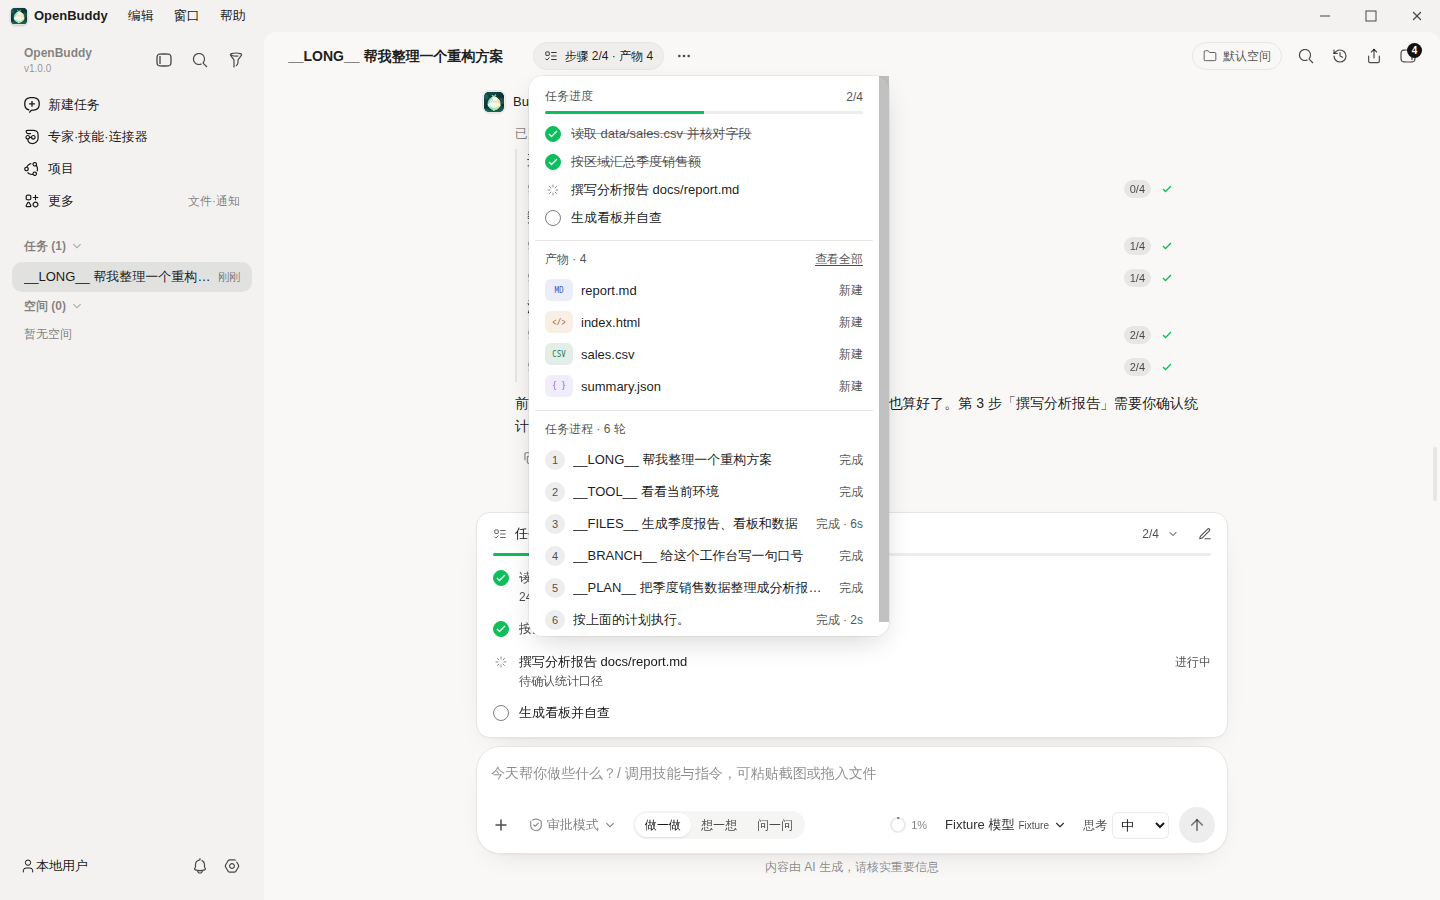 OpenBuddy 编辑 窗口 帮助
OpenBuddy
v1.0.0
新建任务
专家·技能·连接器
项目
更多 文件·通知
任务 (1)
__LONG__ 帮我整理一个重构… 刚刚
空间 (0)
暂无空间
本地用户
__LONG__ 帮我整理一个重构方案
步骤 2/4 · 产物 4
默认空间
4
Bu
已
任务进度 2/4
读取 data/sales.csv 并核对字段
按区域汇总季度销售额
撰写分析报告 docs/report.md
生成看板并自查
产物 · 4 查看全部
MD report.md 新建
</> index.html 新建
CSV sales.csv 新建
{ } summary.json 新建
任务进程 · 6 轮
1 __LONG__ 帮我整理一个重构方案 完成
2 __TOOL__ 看看当前环境 完成
3 __FILES__ 生成季度报告、看板和数据 完成 · 6s
4 __BRANCH__ 给这个工作台写一句口号 完成
5 __PLAN__ 把季度销售数据整理成分析报… 完成
6 按上面的计划执行。 完成 · 2s
0/4
1/4
1/4
2/4
2/4
前 也算好了。第 3 步「撰写分析报告」需要你确认统
计
任 2/4
读
24
按
撰写分析报告 docs/report.md 进行中
待确认统计口径
生成看板并自查
今天帮你做些什么？/ 调用技能与指令，可粘贴截图或拖入文件
审批模式 做一做 想一想 问一问 1% Fixture 模型 Fixture 思考 中
内容由 AI 生成，请核实重要信息